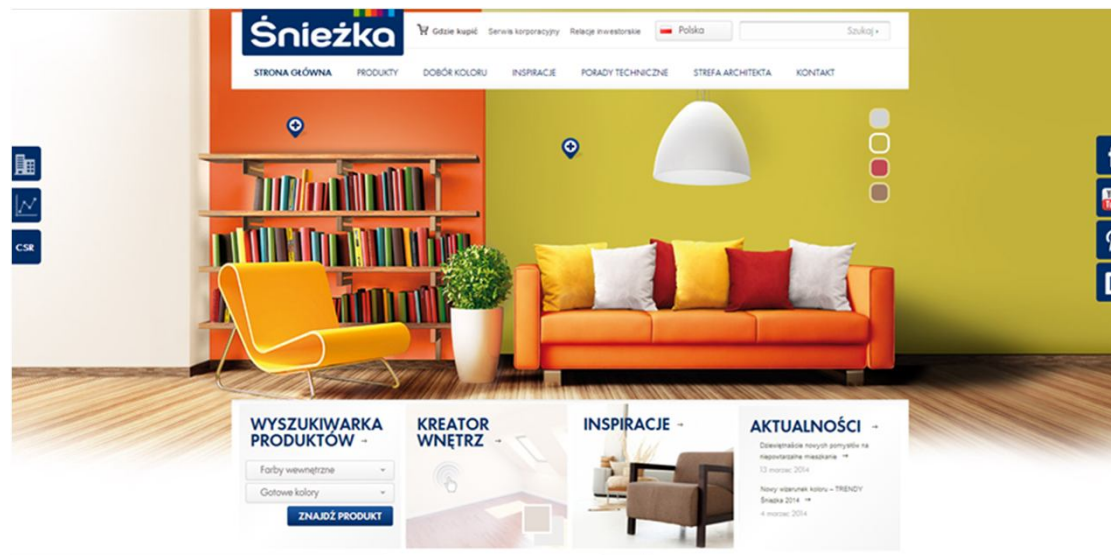 Śnieżka
Gdzie kupić Serwis korporacyjny Relacje inwestorskie Polska Szukaj
STRONA GŁÓWNA PRODUKTY DOBÓR KOLORU INSPIRACJE PORADY TECHNICZNE STREFA ARCHITEKTA KONTAKT
CSR
WYSZUKIWARKA
PRODUKTÓW
Farby wewnętrzne
Gotowe kolory
ZNAJDŹ PRODUKT
KREATOR
WNĘTRZ
INSPIRACJE
AKTUALNOŚCI
Dziewiętnaście nowych pomysłów na
niepowtarzalne mieszkanie
13 marzec 2014
Nowy wizerunek koloru – TRENDY
Śnieżka 2014
4 marzec 2014